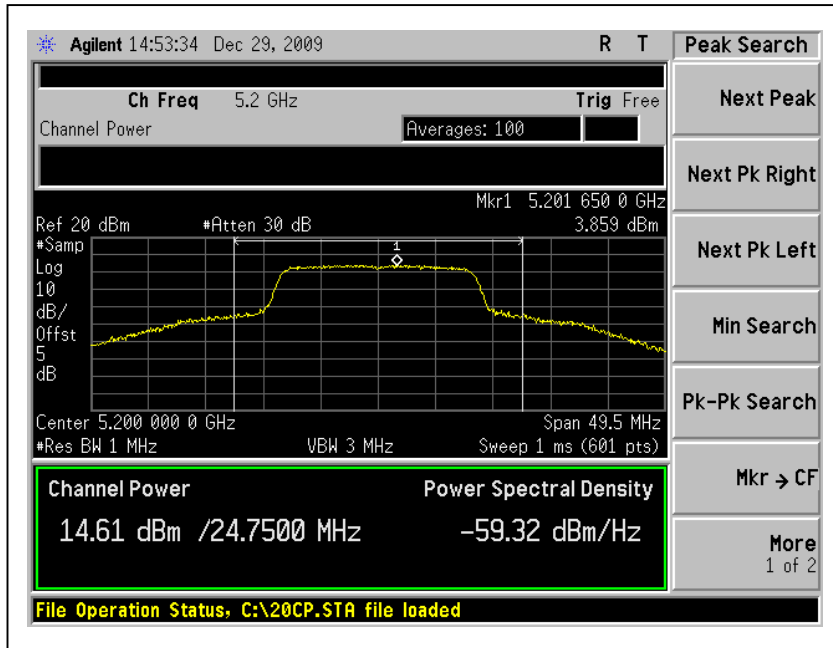 Agilent 14:53:34 Dec 29, 2009 R T
Peak Search
Ch Freq 5.2 GHz Trig Free
Channel Power Averages: 100
Mkr1 5.201 650 0 GHz
Ref 20 dBm #Atten 30 dB 3.859 dBm
#Samp
Log
10
dB/
Offst
5
dB
1
Center 5.200 000 0 GHz Span 49.5 MHz
#Res BW 1 MHz VBW 3 MHz Sweep 1 ms (601 pts)
Channel Power Power Spectral Density
14.61 dBm /24.7500 MHz -59.32 dBm/Hz
File Operation Status, C:\20CP.STA file loaded
Next Peak
Next Pk Right
Next Pk Left
Min Search
Pk-Pk Search
Mkr → CF
More
1 of 2